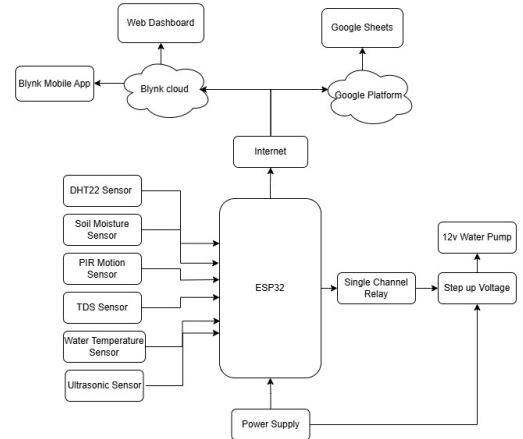 Web Dashboard
Google Sheets
Blynk Mobile App
Blynk cloud
Google Platform
Internet
DHT22 Sensor
Soil Moisture
Sensor
PIR Motion
Sensor
TDS Sensor
Water Temperature
Sensor
Ultrasonic Sensor
ESP32
Single Channel
Relay
12v Water Pump
Step up Voltage
Power Supply